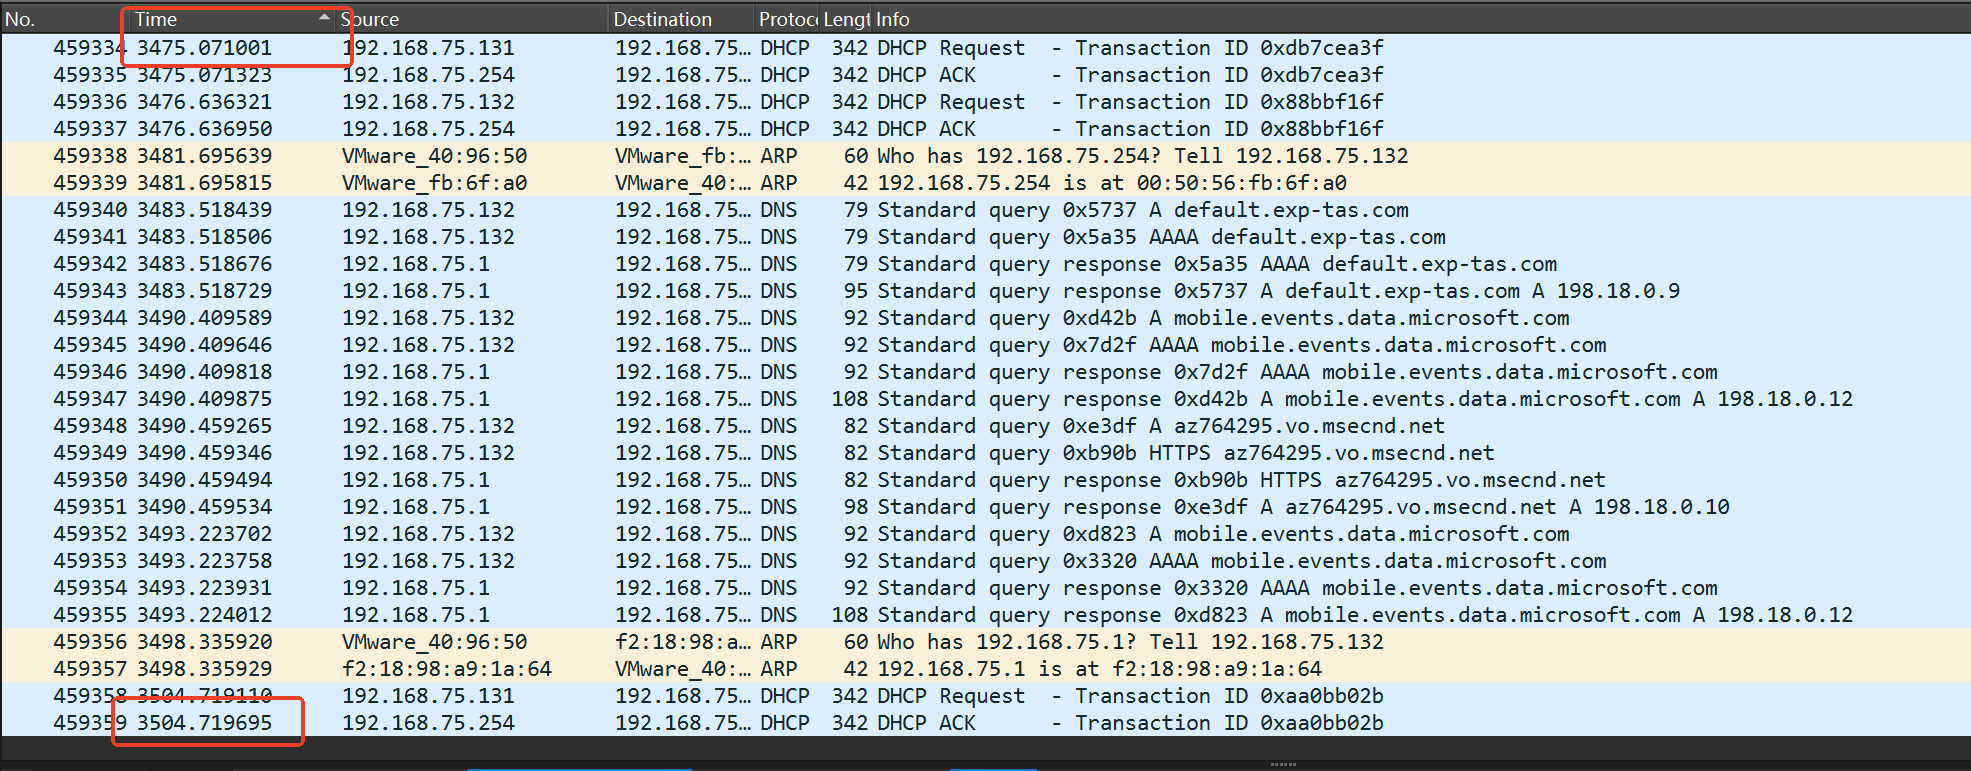 No. Time Source Destination Protoc Lengt Info
459334 3475.071001 192.168.75.131 192.168.75… DHCP 342 DHCP Request - Transaction ID 0xdb7cea3f
459335 3475.071323 192.168.75.254 192.168.75… DHCP 342 DHCP ACK - Transaction ID 0xdb7cea3f
459336 3476.636321 192.168.75.132 192.168.75… DHCP 342 DHCP Request - Transaction ID 0x88bbf16f
459337 3476.636950 192.168.75.254 192.168.75… DHCP 342 DHCP ACK - Transaction ID 0x88bbf16f
459338 3481.695639 VMware_40:96:50 VMware_fb:… ARP 60 Who has 192.168.75.254? Tell 192.168.75.132
459339 3481.695815 VMware_fb:6f:a0 VMware_40:… ARP 42 192.168.75.254 is at 00:50:56:fb:6f:a0
459340 3483.518439 192.168.75.132 192.168.75… DNS 79 Standard query 0x5737 A default.exp-tas.com
459341 3483.518506 192.168.75.132 192.168.75… DNS 79 Standard query 0x5a35 AAAA default.exp-tas.com
459342 3483.518676 192.168.75.1 192.168.75… DNS 79 Standard query response 0x5a35 AAAA default.exp-tas.com
459343 3483.518729 192.168.75.1 192.168.75… DNS 95 Standard query response 0x5737 A default.exp-tas.com A 198.18.0.9
459344 3490.409589 192.168.75.132 192.168.75… DNS 92 Standard query 0xd42b A mobile.events.data.microsoft.com
459345 3490.409646 192.168.75.132 192.168.75… DNS 92 Standard query 0x7d2f AAAA mobile.events.data.microsoft.com
459346 3490.409818 192.168.75.1 192.168.75… DNS 92 Standard query response 0x7d2f AAAA mobile.events.data.microsoft.com
459347 3490.409875 192.168.75.1 192.168.75… DNS 108 Standard query response 0xd42b A mobile.events.data.microsoft.com A 198.18.0.12
459348 3490.459265 192.168.75.132 192.168.75… DNS 82 Standard query 0xe3df A az764295.vo.msecnd.net
459349 3490.459346 192.168.75.132 192.168.75… DNS 82 Standard query 0xb90b HTTPS az764295.vo.msecnd.net
459350 3490.459494 192.168.75.1 192.168.75… DNS 82 Standard query response 0xb90b HTTPS az764295.vo.msecnd.net
459351 3490.459534 192.168.75.1 192.168.75… DNS 98 Standard query response 0xe3df A az764295.vo.msecnd.net A 198.18.0.10
459352 3493.223702 192.168.75.132 192.168.75… DNS 92 Standard query 0xd823 A mobile.events.data.microsoft.com
459353 3493.223758 192.168.75.132 192.168.75… DNS 92 Standard query 0x3320 AAAA mobile.events.data.microsoft.com
459354 3493.223931 192.168.75.1 192.168.75… DNS 92 Standard query response 0x3320 AAAA mobile.events.data.microsoft.com
459355 3493.224012 192.168.75.1 192.168.75… DNS 108 Standard query response 0xd823 A mobile.events.data.microsoft.com A 198.18.0.12
459356 3498.335920 VMware_40:96:50 f2:18:98:a… ARP 60 Who has 192.168.75.1? Tell 192.168.75.132
459357 3498.335929 f2:18:98:a9:1a:64 VMware_40:… ARP 42 192.168.75.1 is at f2:18:98:a9:1a:64
459358 3504.719110 192.168.75.131 192.168.75… DHCP 342 DHCP Request - Transaction ID 0xaa0bb02b
459359 3504.719695 192.168.75.254 192.168.75… DHCP 342 DHCP ACK - Transaction ID 0xaa0bb02b